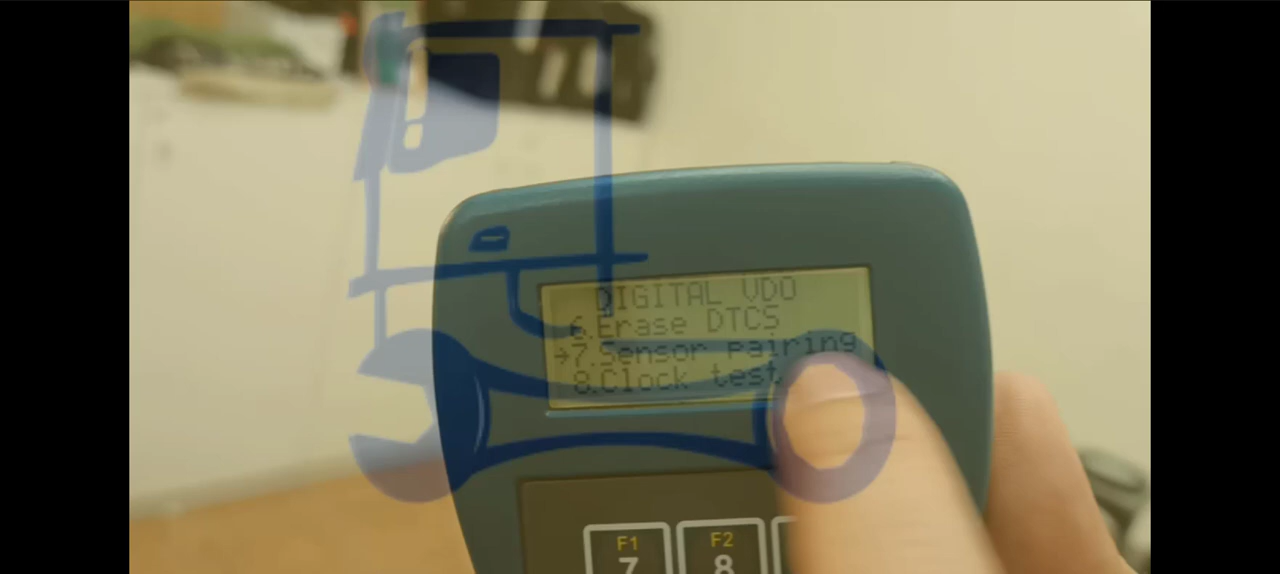 DIGITAL VDO
6.Erase DTCS
→7.Sensor pairing
8.Clock test
F1 F2
7 8